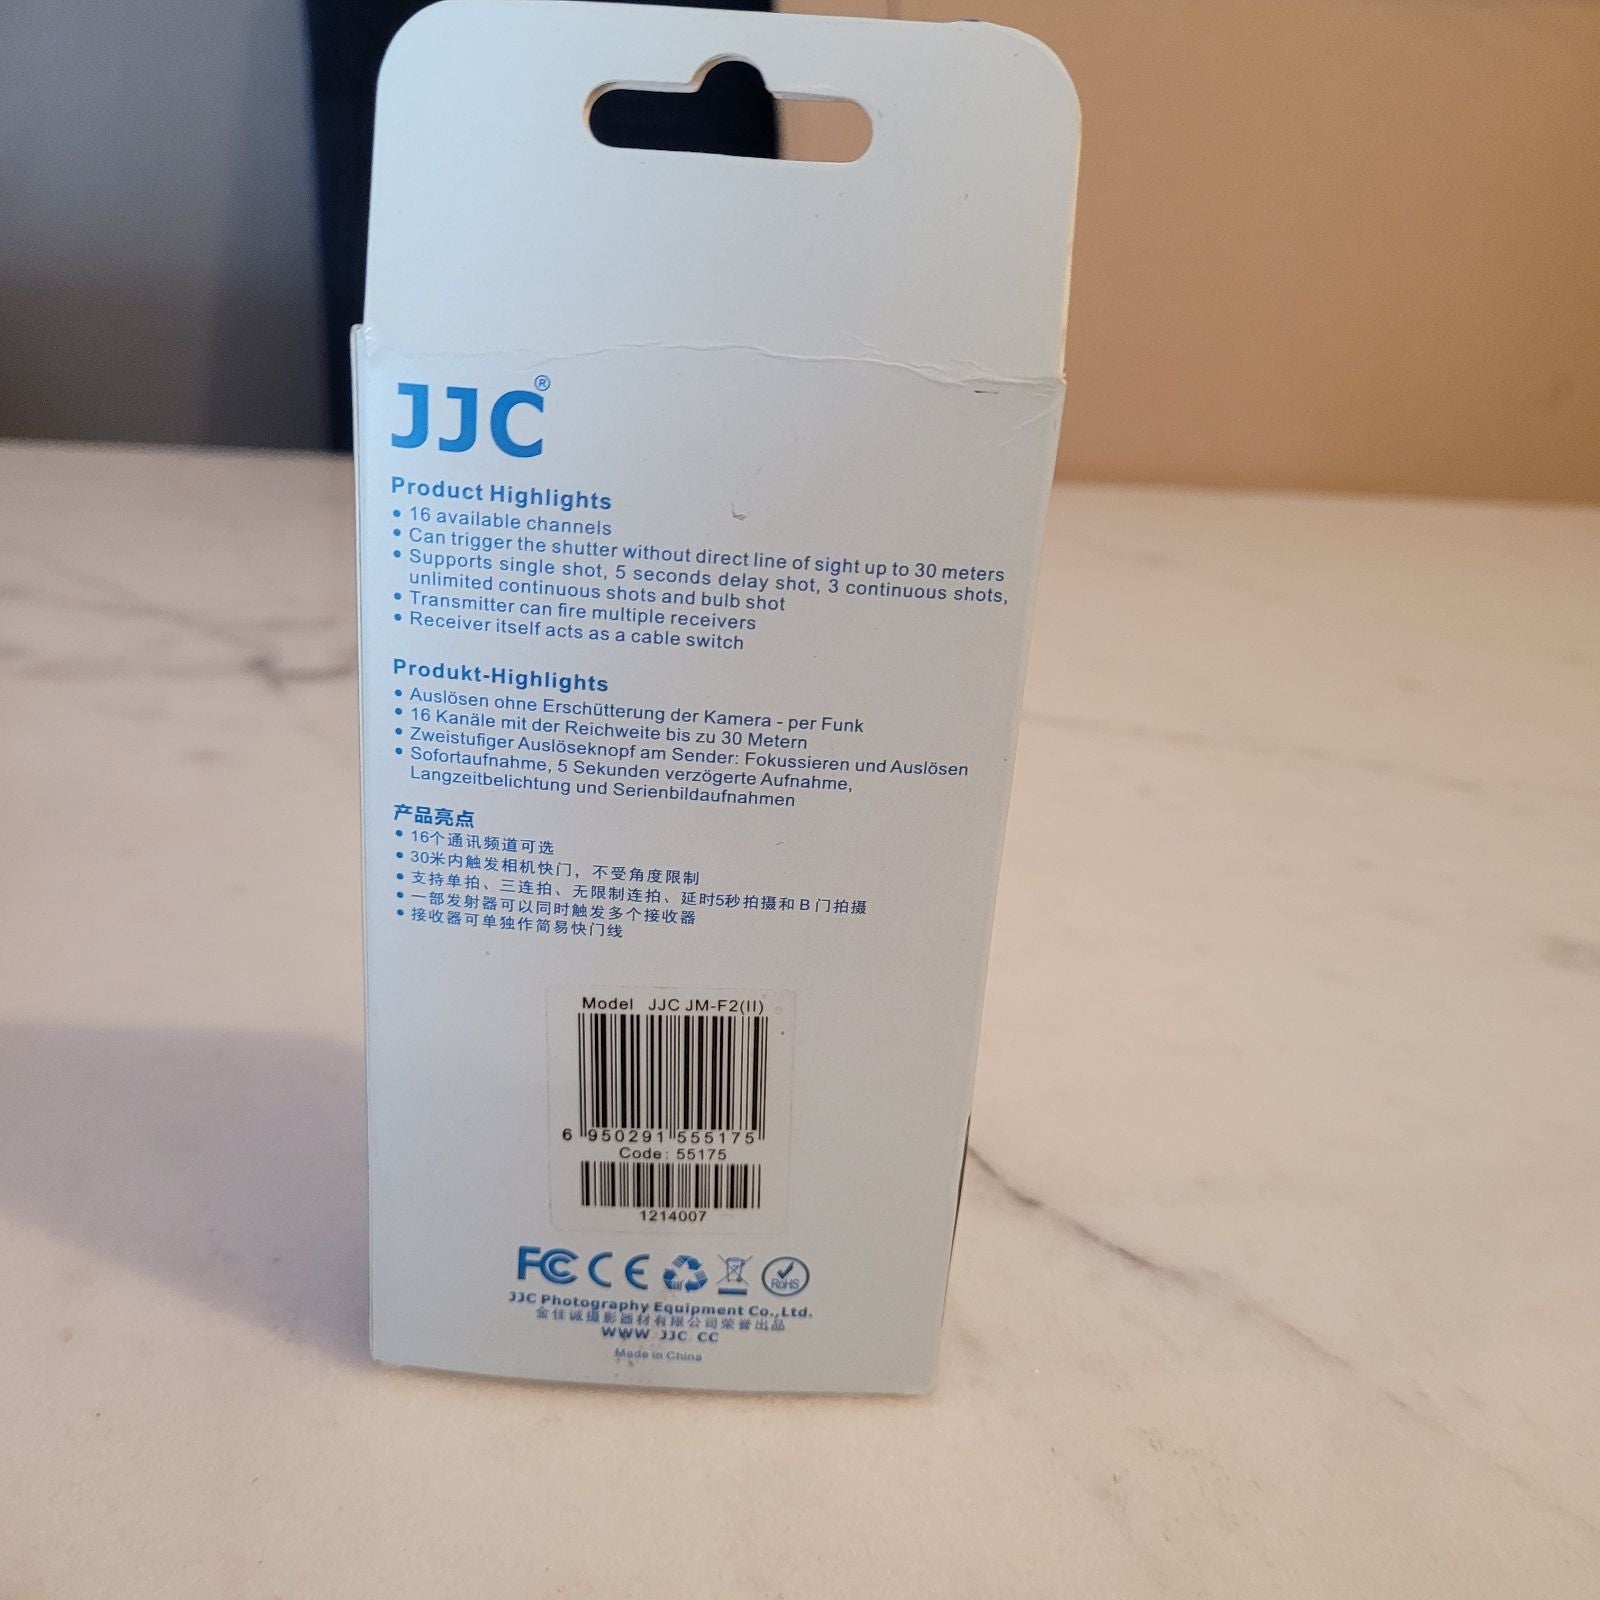 JJC®
Product Highlights
• 16 available channels
• Can trigger the shutter without direct line of sight up to 30 meters
• Supports single shot, 5 seconds delay shot, 3 continuous shots,
unlimited continuous shots and bulb shot
• Transmitter can fire multiple receivers
• Receiver itself acts as a cable switch
Produkt-Highlights
• Auslösen ohne Erschütterung der Kamera - per Funk
• 16 Kanäle mit der Reichweite bis zu 30 Metern
• Zweistufiger Auslöseknopf am Sender: Fokussieren und Auslösen
• Sofortaufnahme, 5 Sekunden verzögerte Aufnahme,
Langzeitbelichtung und Serienbildaufnahmen
产品亮点
• 16个通讯频道可选
• 30米内触发相机快门，不受角度限制
• 支持单拍、三连拍、无限制连拍、延时5秒拍摄和 B 门拍摄
• 一部发射器可以同时触发多个接收器
• 接收器可单独作简易快门线
Model JJC JM-F2(II)
6 950291 555175
Code: 55175
1214007
FC CE RoHS
JJC Photography Equipment Co.,Ltd.
金佳诚摄影器材有限公司荣誉出品
WWW.JJC.CC
Made in China